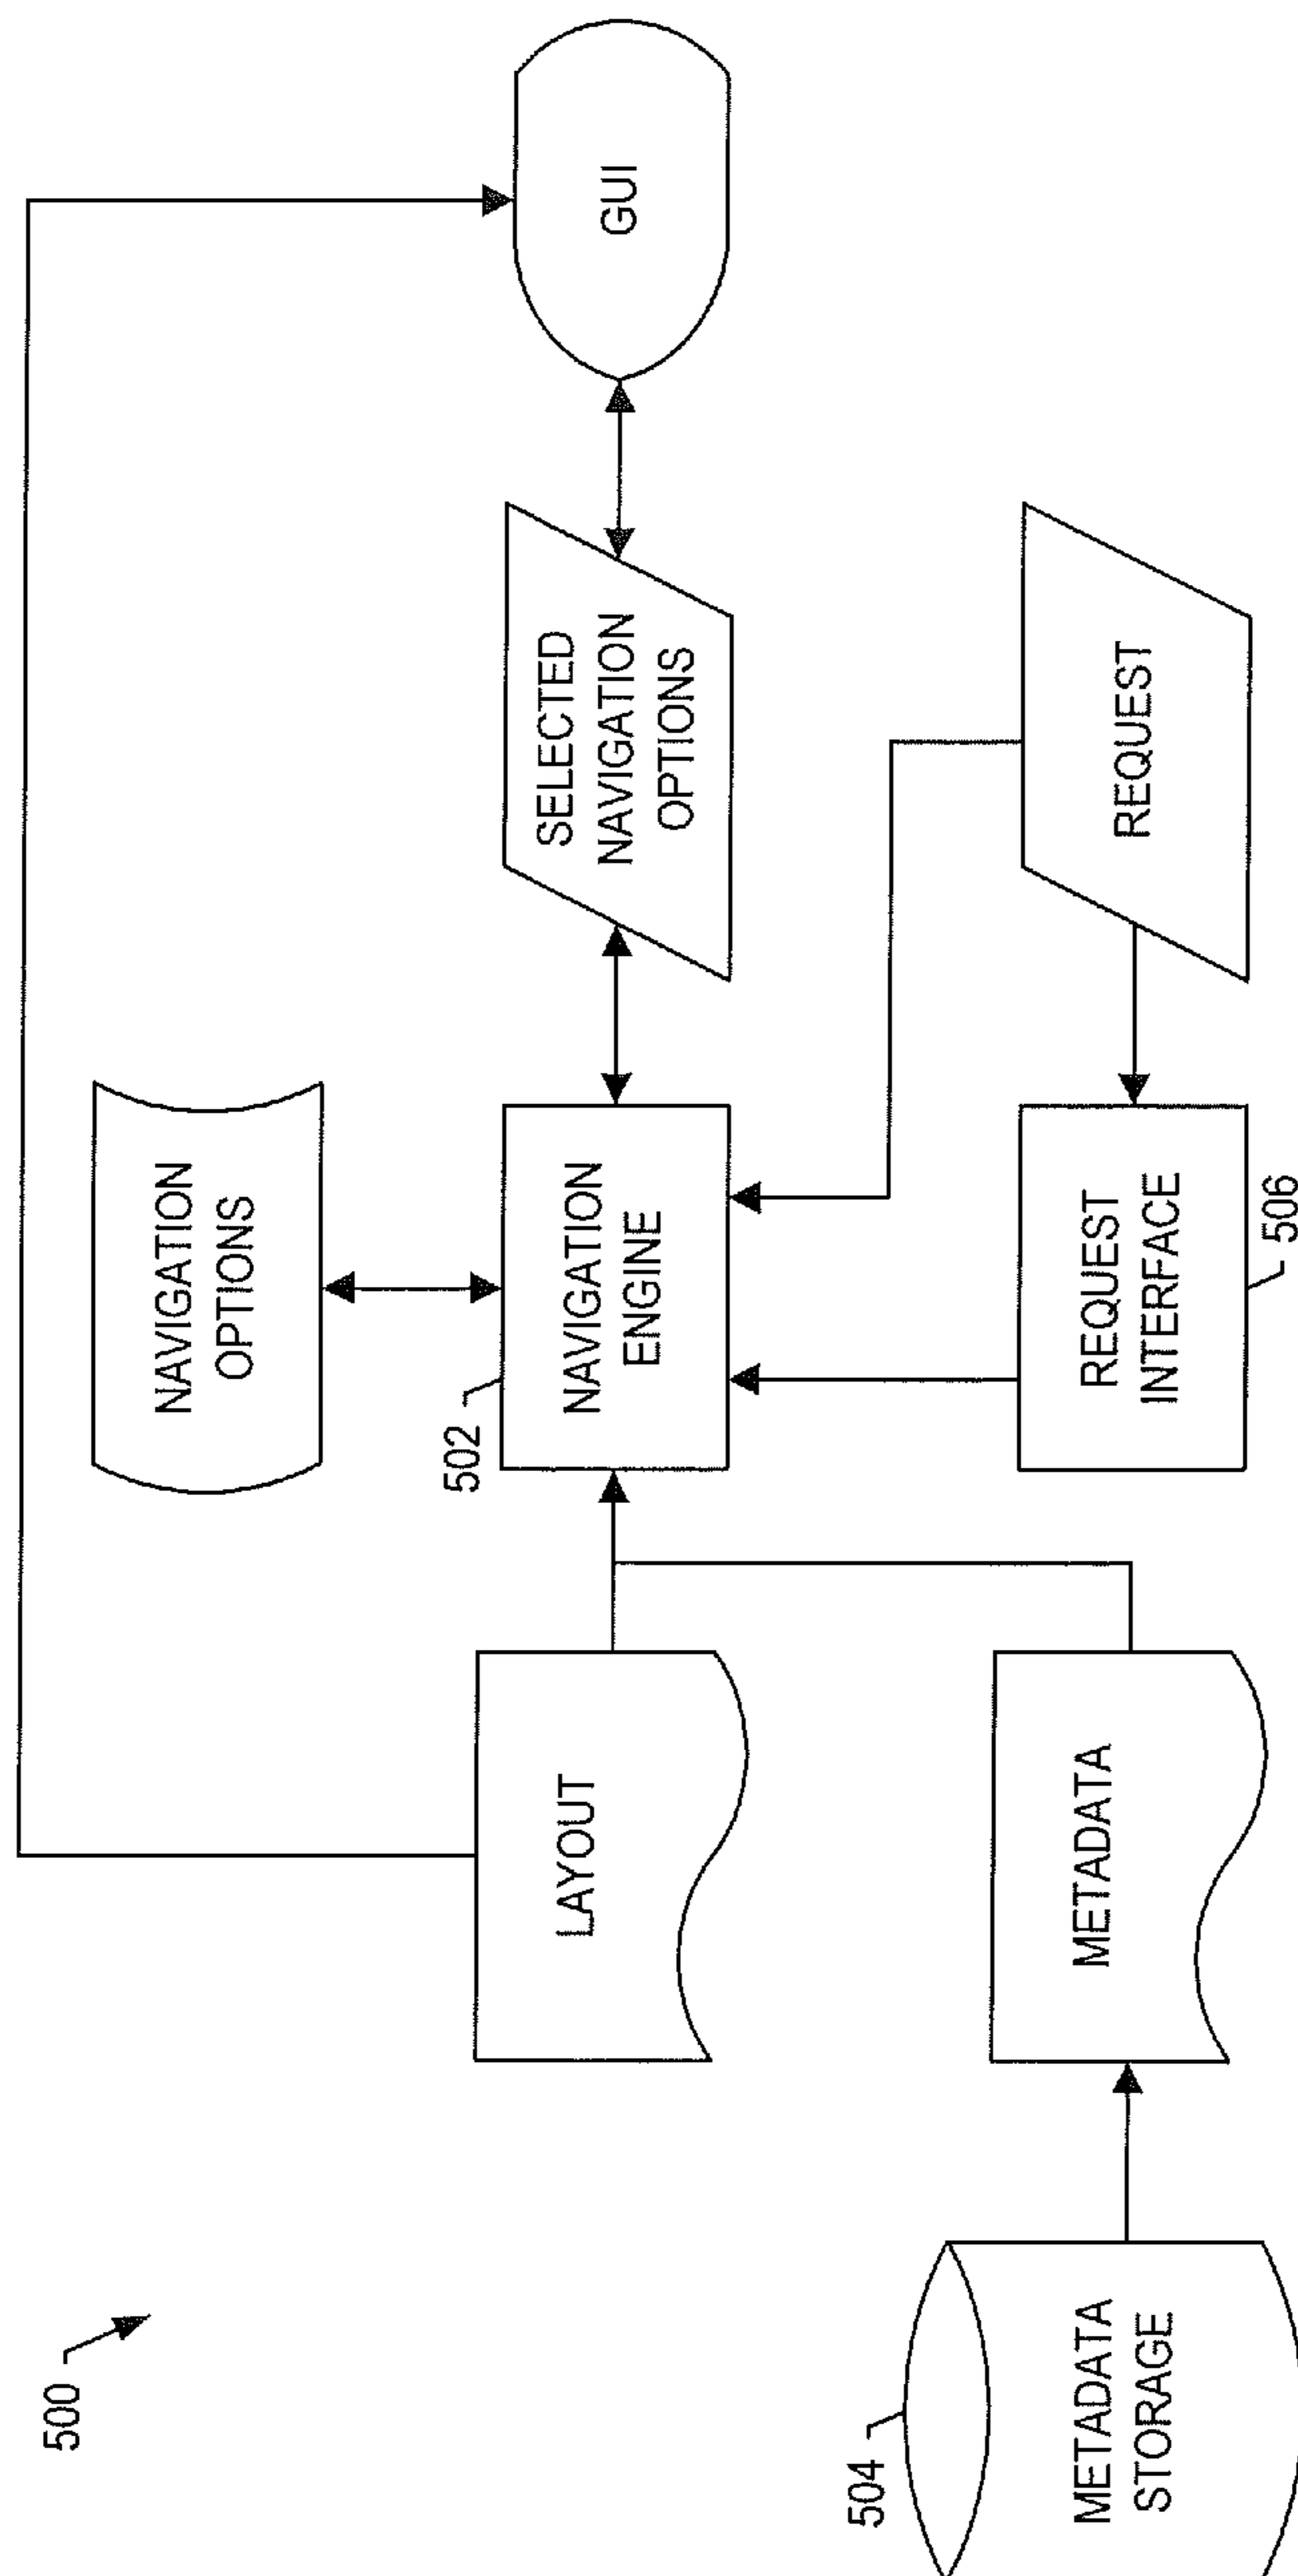 500
NAVIGATION
OPTIONS
LAYOUT
502
NAVIGATION
ENGINE
SELECTED
NAVIGATION
OPTIONS
GUI
504
METADATA
STORAGE
METADATA
REQUEST
INTERFACE
506
REQUEST